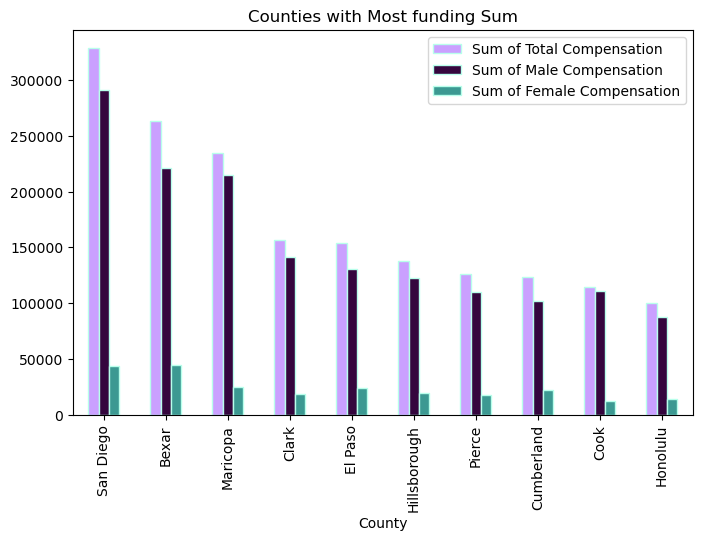 Counties with Most funding Sum
Sum of Total Compensation
Sum of Male Compensation
Sum of Female Compensation
300000
250000
200000
150000
100000
50000
0
San Diego
Bexar
Maricopa
Clark
El Paso
Hillsborough
Pierce
Cumberland
Cook
Honolulu
County